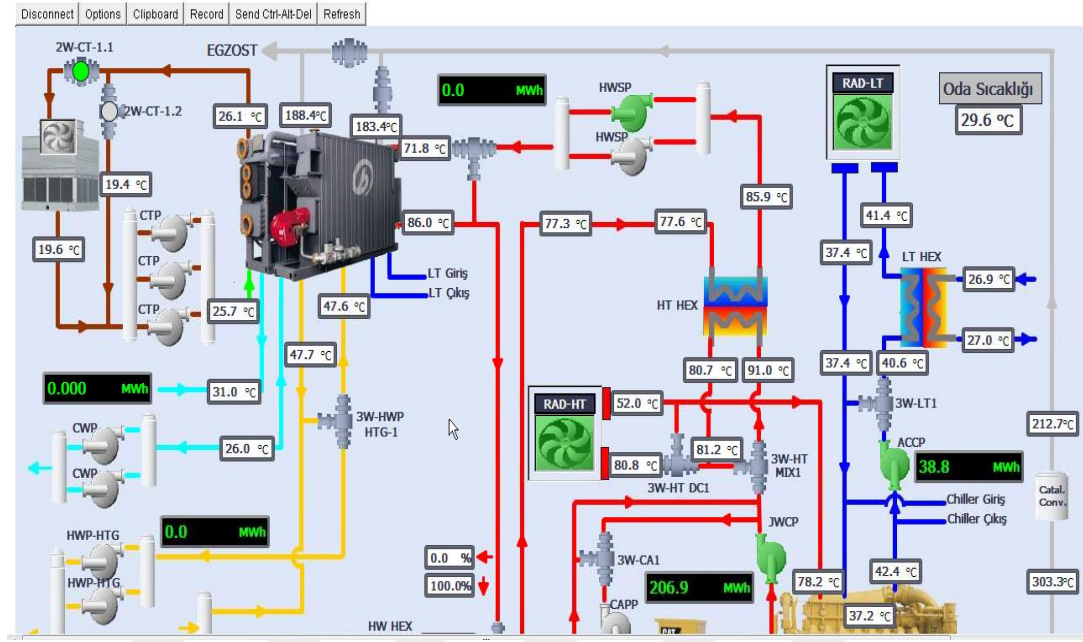 Disconnect Options Clipboard Record Send Ctrl-Alt-Del Refresh
2W-CT-1.1
EGZOST
2W-CT-1.2
26.1 °C
188.4°C
183.4°C
71.8 °C
0.0 MWh
HWSP
HWSP
RAD-LT
Oda Sıcaklığı
29.6 °C
19.4 °C
19.6 °C
CTP
CTP
CTP
25.7 °C
86.0 °C
LT Giriş
LT Çıkış
47.6 °C
47.7 °C
77.3 °C
77.6 °C
85.9 °C
HT HEX
80.7 °C
91.0 °C
41.4 °C
37.4 °C
LT HEX
26.9 °C
27.0 °C
37.4 °C
40.6 °C
3W-LT1
0.000 MWh
31.0 °C
CWP
CWP
26.0 °C
3W-HWP
HTG-1
RAD-HT
52.0 °C
80.8 °C
81.2 °C
3W-HT DC1
3W-HT
MIX1
ACCP
38.8 MWh
212.7°C
Catal.
Conv.
Chiller Giriş
Chiller Çıkış
HWP-HTG
HWP-HTG
0.0 MWh
0.0 %
100.0%
3W-CA1
JWCP
206.9 MWh
CAPP
78.2 °C
42.4 °C
37.2 °C
303.3°C
HW HEX
CAT